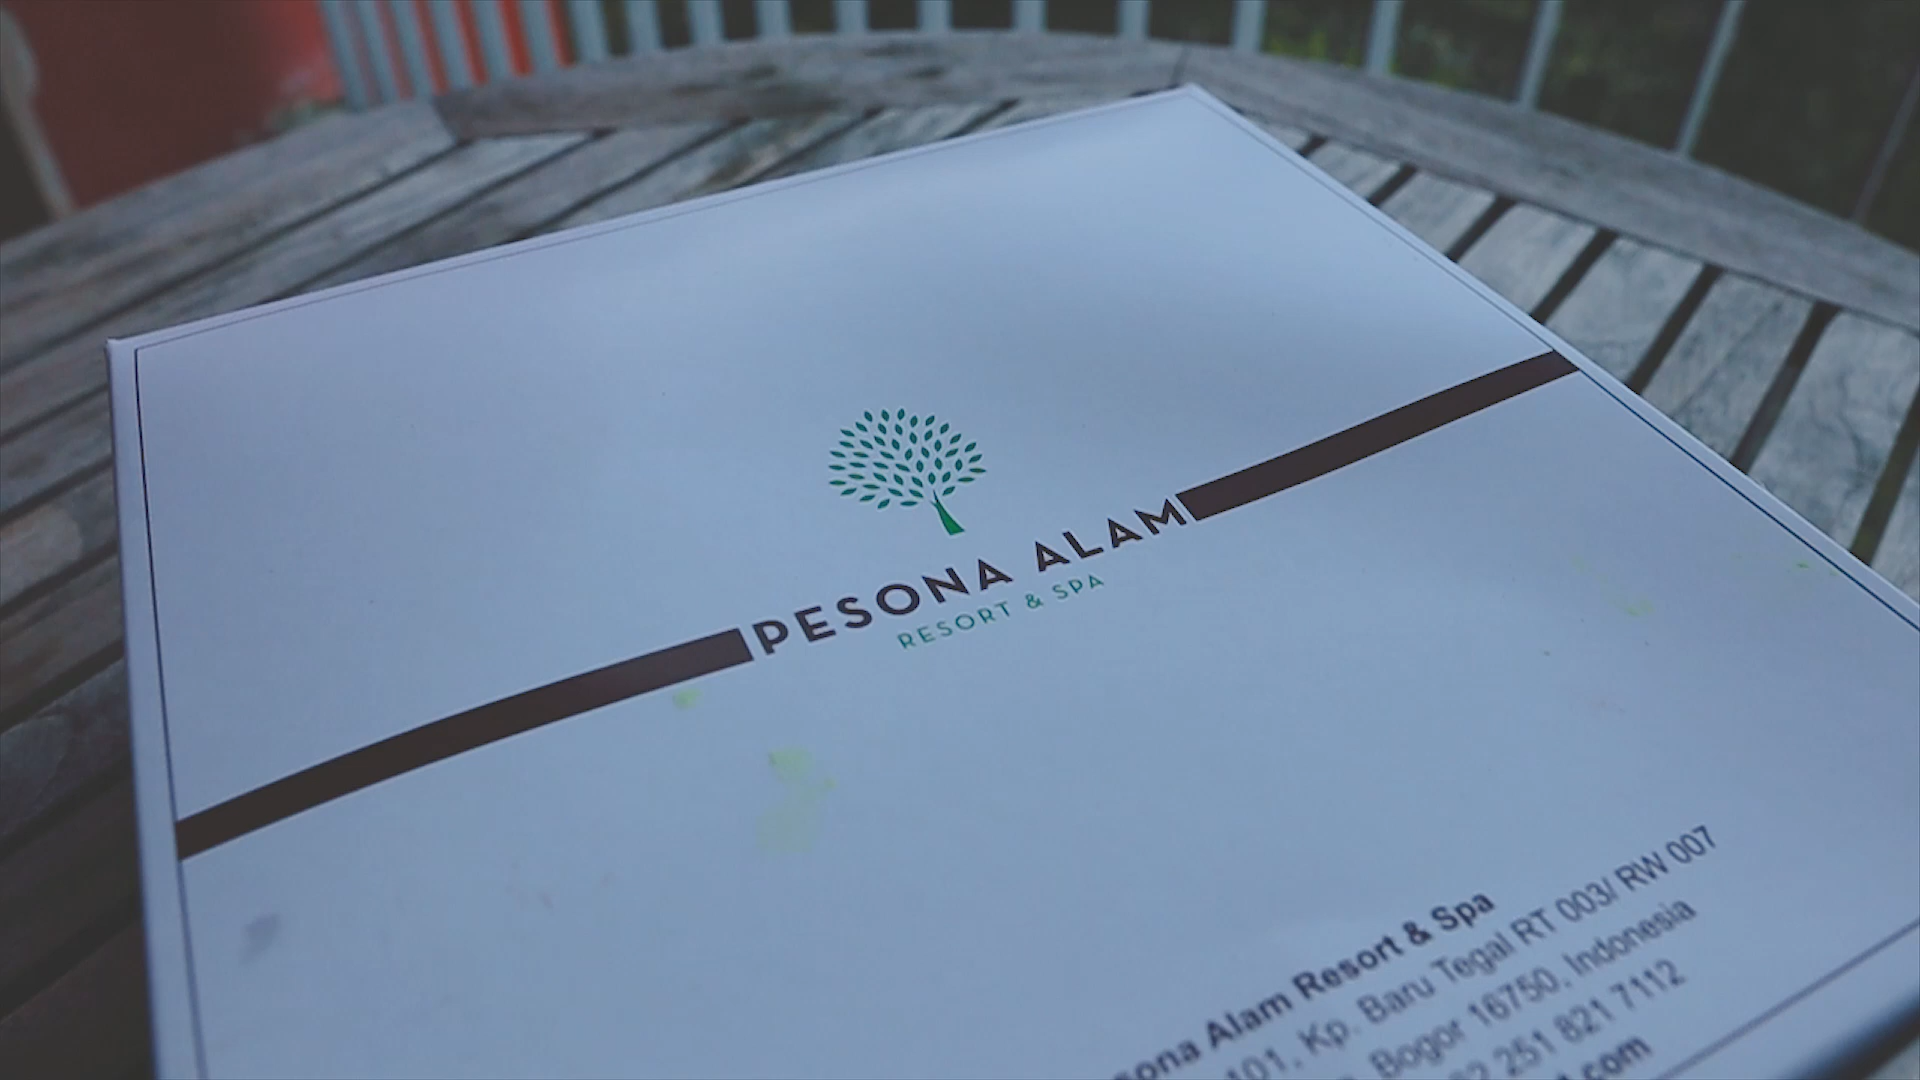 PESONA ALAM
RESORT & SPA
Alam Resort & Spa
101, Kp. Baru Tegal RT 003/ RW 007
Bogor 16750, Indonesia
251 821 7112
.com